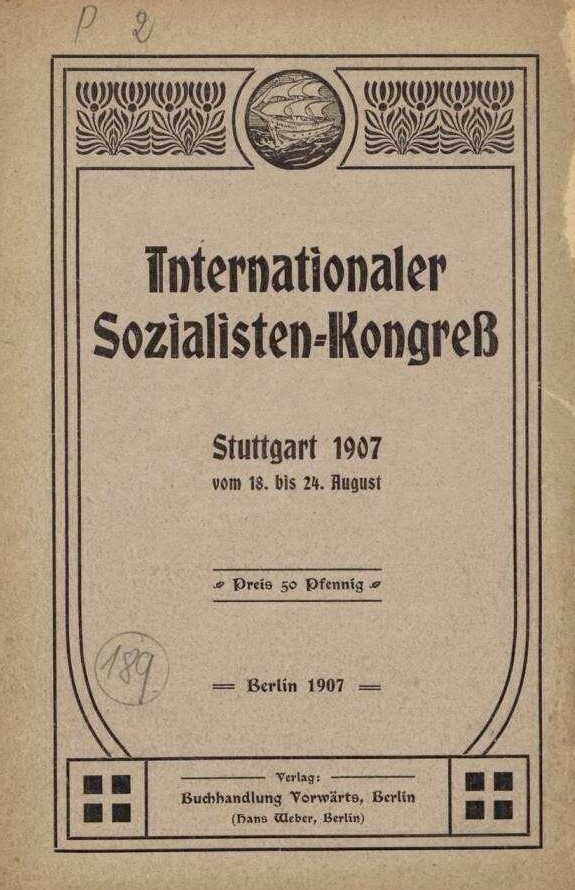 P 2
Internationaler
Sozialisten-Kongreß
Stuttgart 1907
vom 18. bis 24. August
Preis 50 Pfennig
189
Berlin 1907
Verlag:
Buchhandlung Vorwärts, Berlin
(Hans Weber, Berlin)